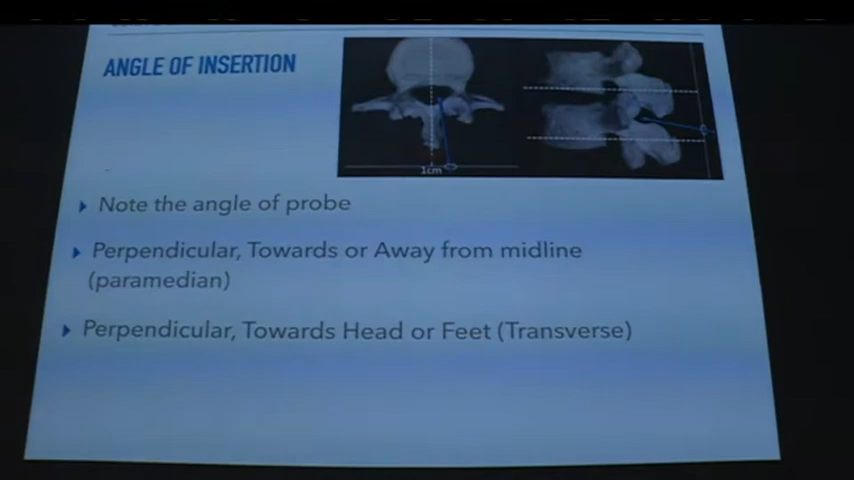 ANGLE OF INSERTION
1cm
Note the angle of probe
Perpendicular, Towards or Away from midline
(paramedian)
Perpendicular, Towards Head or Feet (Transverse)